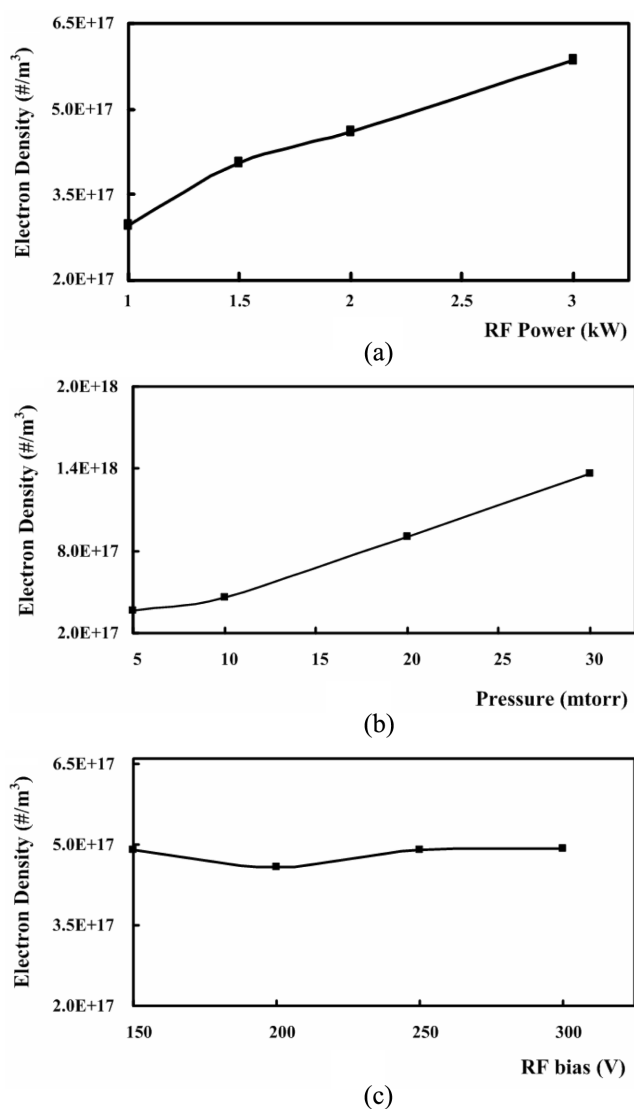 6.5E+17
5.0E+17
3.5E+17
2.0E+17
Electron Density (#/m³)
1 1.5 2 2.5 3
RF Power (kW)
(a)
2.0E+18
1.4E+18
8.0E+17
2.0E+17
Electron Density (#/m³)
5 10 15 20 25 30
Pressure (mtorr)
(b)
6.5E+17
5.0E+17
3.5E+17
2.0E+17
Electron Density (#/m³)
150 200 250 300
RF bias (V)
(c)